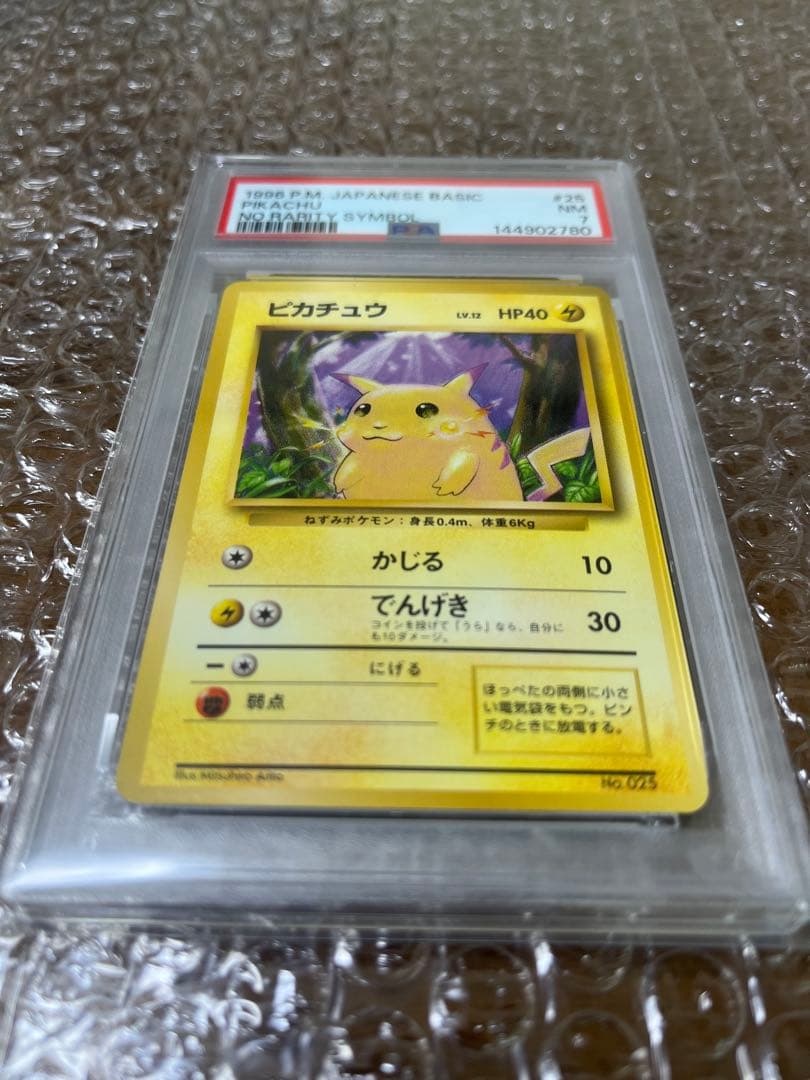 1996 P.M. JAPANESE BASIC #25
PIKACHU NM
NO RARITY SYMBOL 7
PSA 144902780
ピカチュウ LV.12 HP40
ねずみポケモン：身長0.4m、体重6Kg
かじる 10
でんげき 30
コインを投げて「うら」なら、自分に
も10ダメージ。
にげる
弱点
ほっぺたの両側に小さ
い電気袋をもつ。ピン
チのときに放電する。
Illus. Mitsuhiro Arita No.025